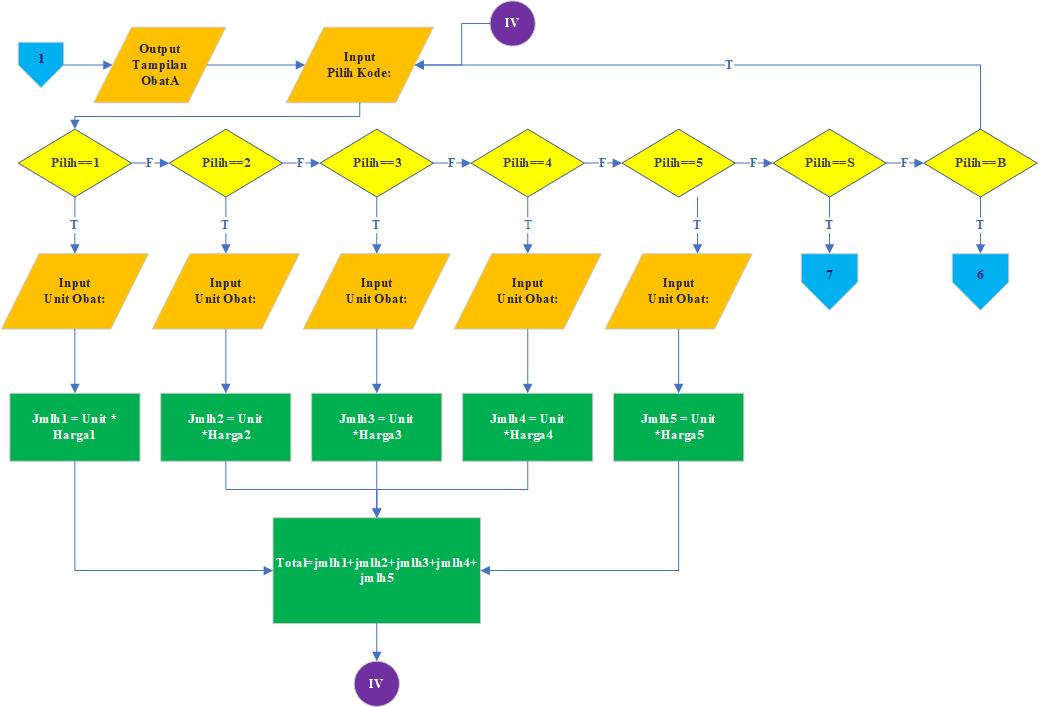 IV
1
Output
Tampilan
ObatA
Input
Pilih Kode:
T
Pilih==1
F
Pilih==2
F
Pilih==3
F
Pilih==4
F
Pilih==5
F
Pilih==S
F
Pilih==B
T
T
T
T
T
T
T
Input
Unit Obat:
Input
Unit Obat:
Input
Unit Obat:
Input
Unit Obat:
Input
Unit Obat:
7
6
Jmlh1 = Unit *
Harga1
Jmlh2 = Unit
*Harga2
Jmlh3 = Unit
*Harga3
Jmlh4 = Unit
*Harga4
Jmlh5 = Unit
*Harga5
Total=jmlh1+jmlh2+jmlh3+jmlh4+
jmlh5
IV